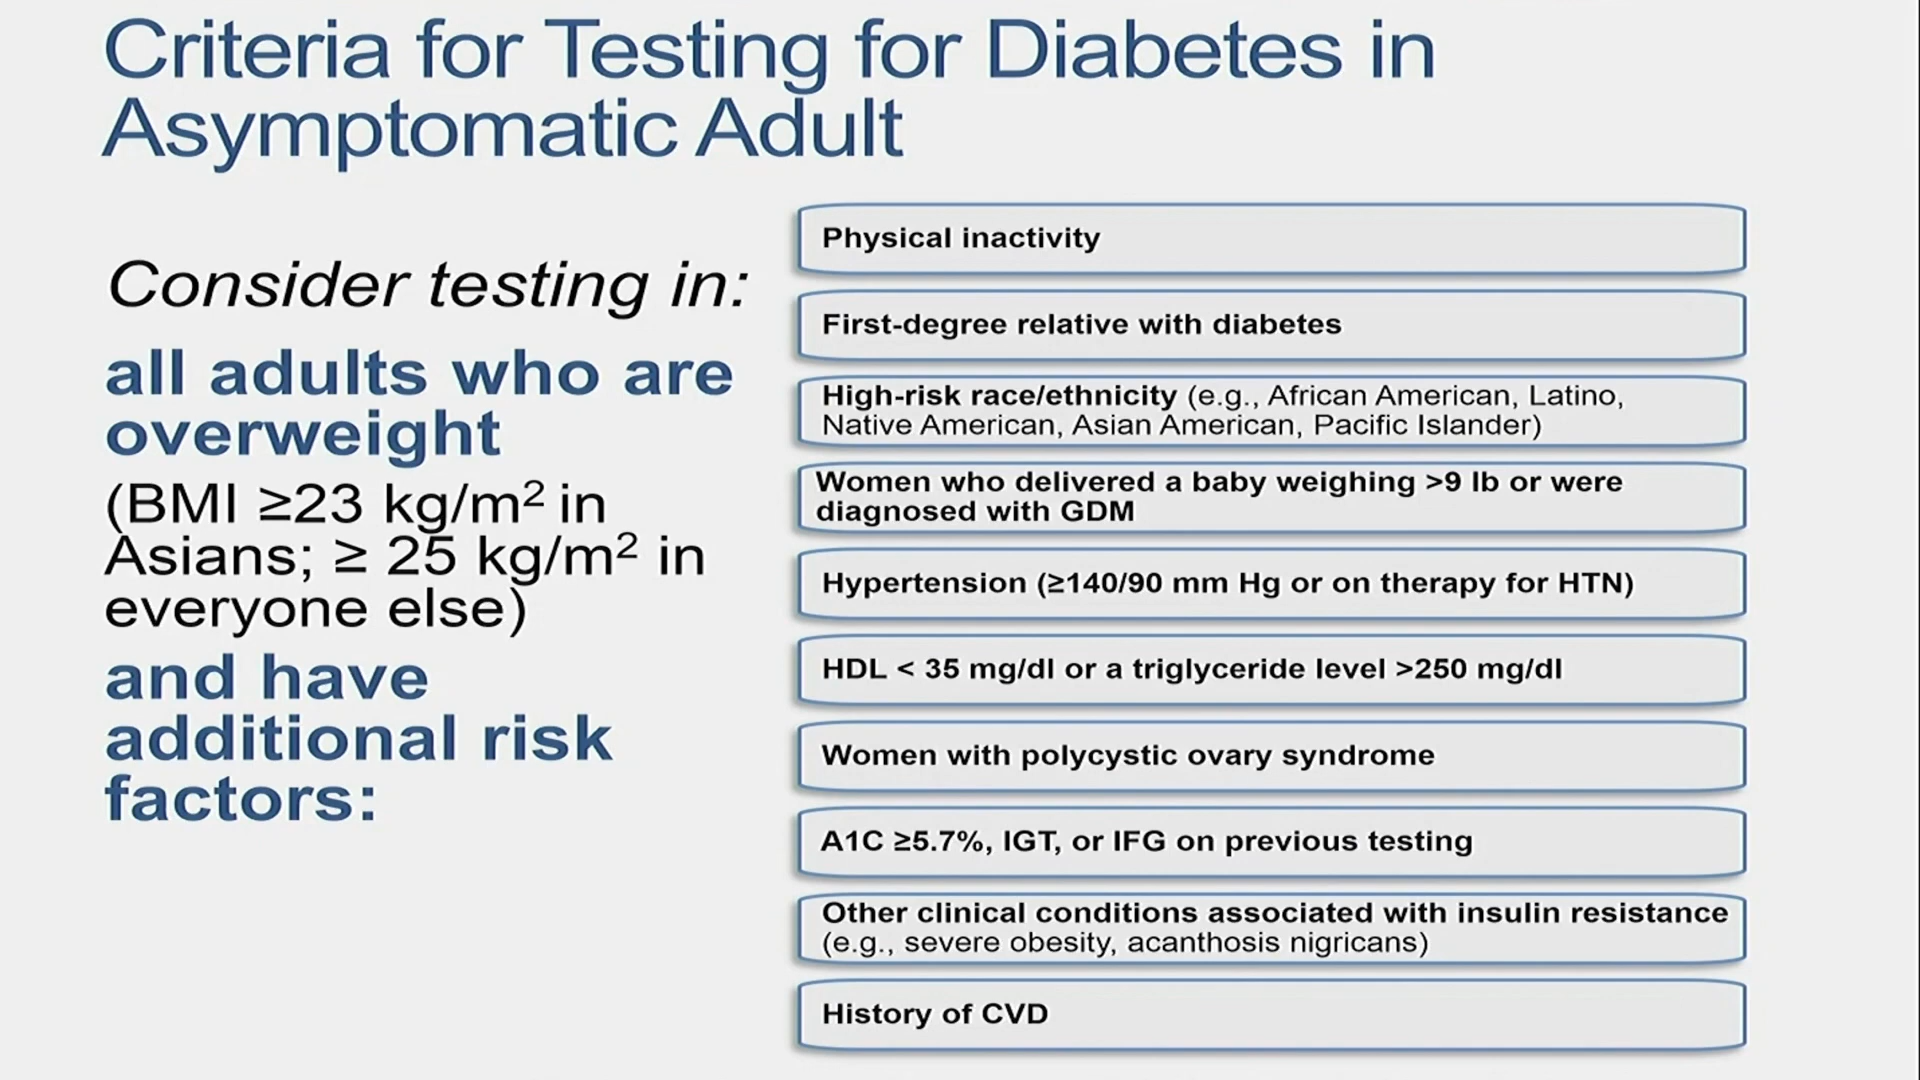 Criteria for Testing for Diabetes in
Asymptomatic Adult
Consider testing in:
all adults who are
overweight
(BMI ≥23 kg/m² in
Asians; ≥ 25 kg/m² in
everyone else)
and have
additional risk
factors:
Physical inactivity
First-degree relative with diabetes
High-risk race/ethnicity (e.g., African American, Latino,
Native American, Asian American, Pacific Islander)
Women who delivered a baby weighing >9 lb or were
diagnosed with GDM
Hypertension (≥140/90 mm Hg or on therapy for HTN)
HDL < 35 mg/dl or a triglyceride level >250 mg/dl
Women with polycystic ovary syndrome
A1C ≥5.7%, IGT, or IFG on previous testing
Other clinical conditions associated with insulin resistance
(e.g., severe obesity, acanthosis nigricans)
History of CVD